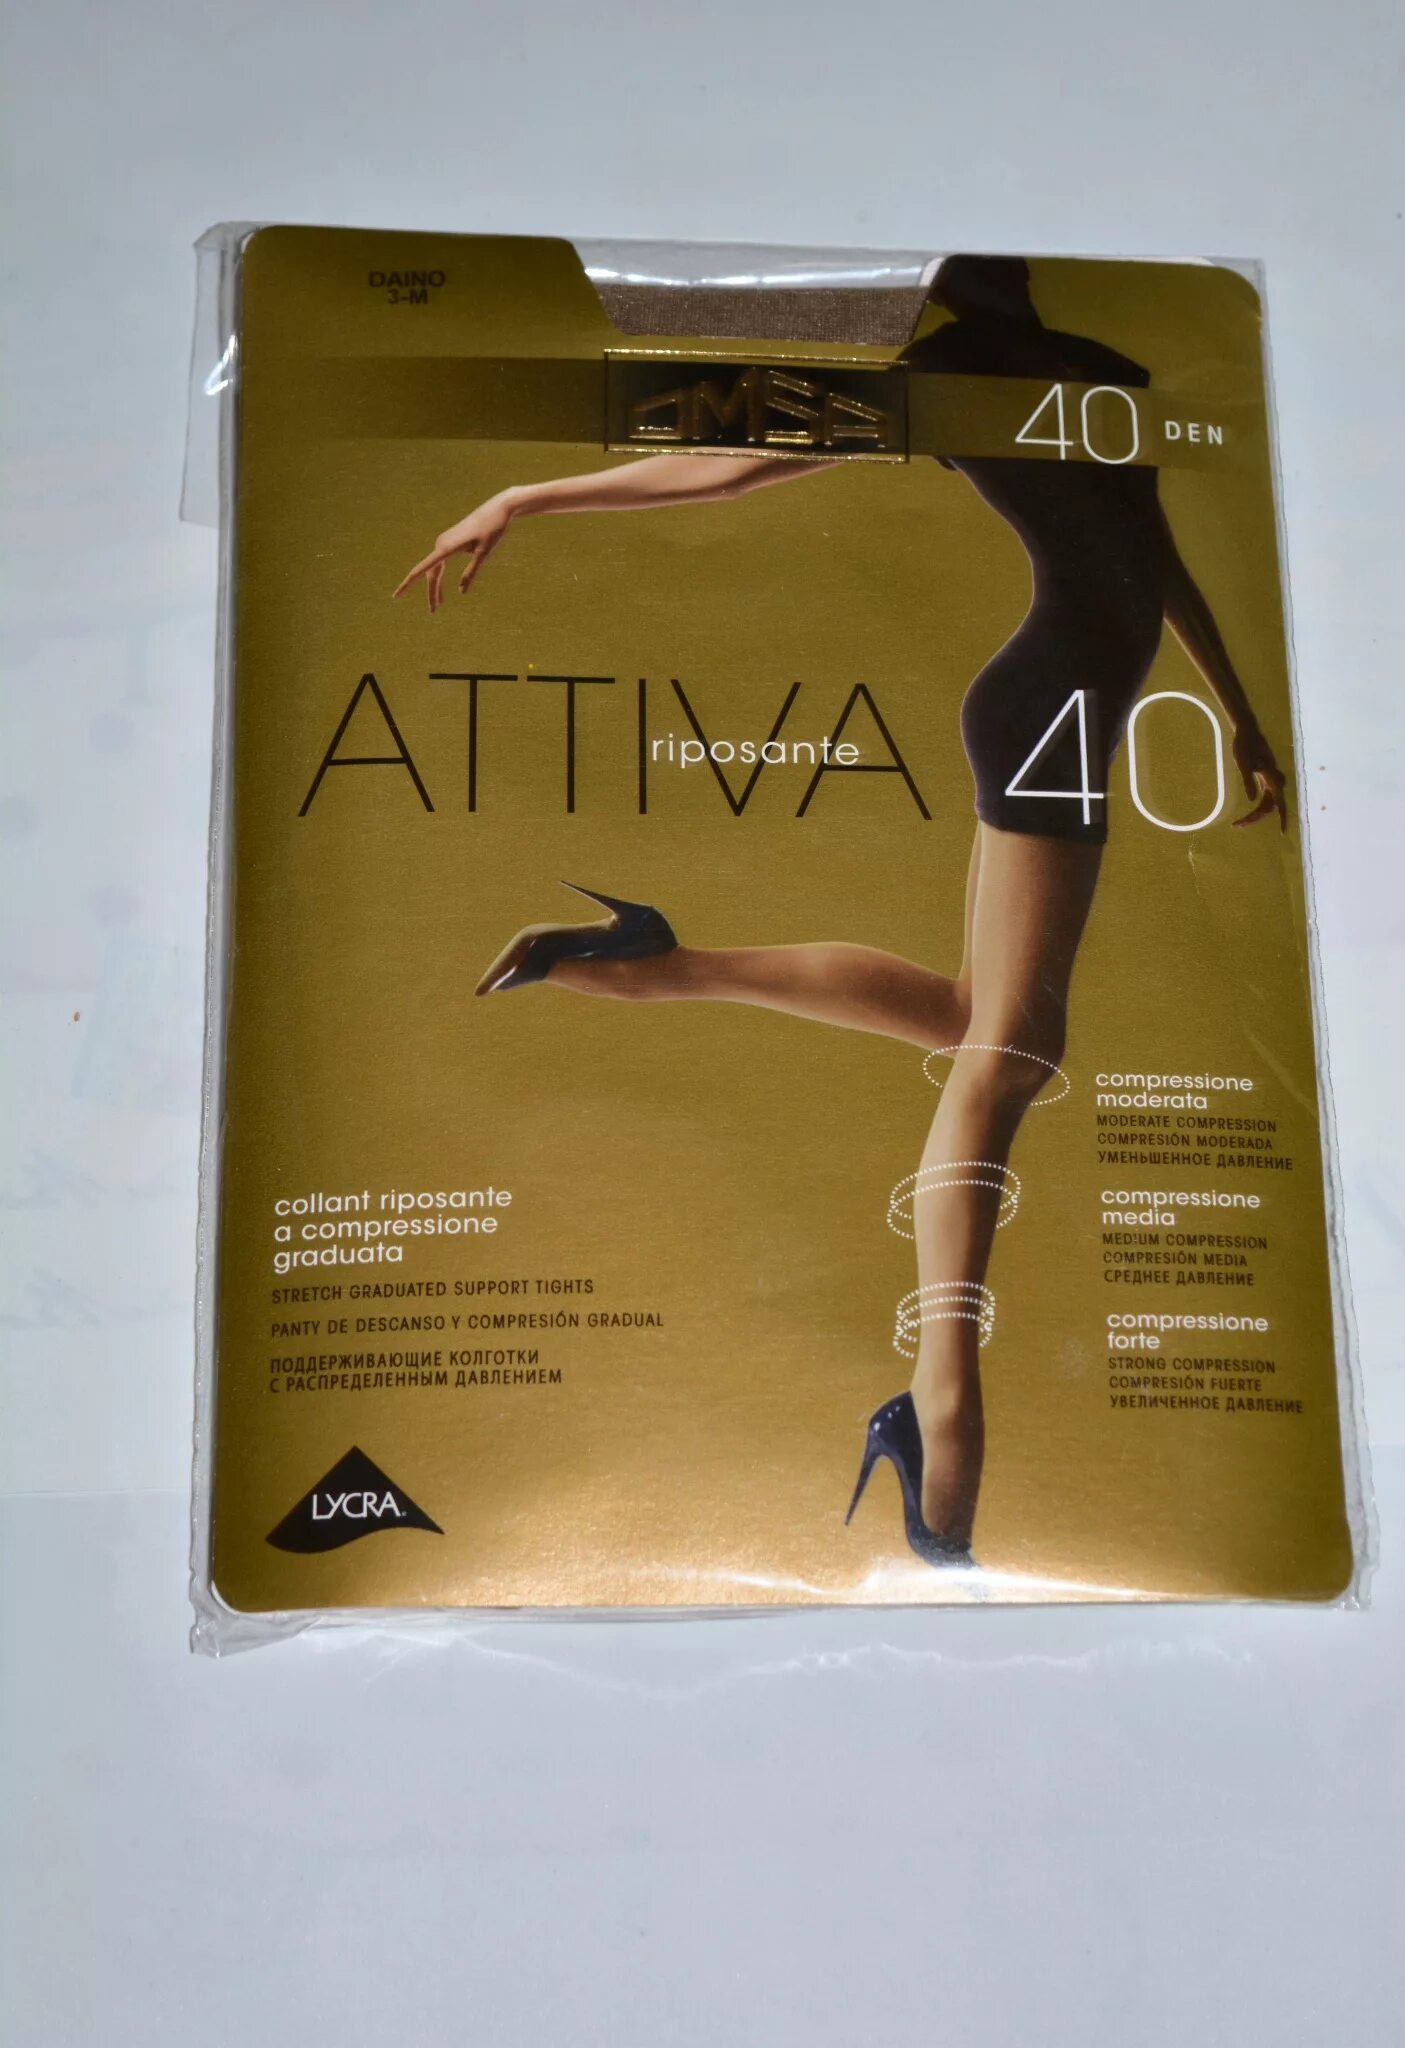 DAINO
3-M
OMSA
40 DEN
ATTIVA 40
riposante
compressione
moderata
MODERATE COMPRESSION
COMPRESIÓN MODERADA
УМЕНЬШЕННОЕ ДАВЛЕНИЕ
compressione
media
MEDIUM COMPRESSION
COMPRESIÓN MEDIA
СРЕДНЕЕ ДАВЛЕНИЕ
compressione
forte
STRONG COMPRESSION
COMPRESIÓN FUERTE
УВЕЛИЧЕННОЕ ДАВЛЕНИЕ
collant riposante
a compressione
graduata
STRETCH GRADUATED SUPPORT TIGHTS
PANTY DE DESCANSO Y COMPRESIÓN GRADUAL
ПОДДЕРЖИВАЮЩИЕ КОЛГОТКИ
С РАСПРЕДЕЛЕННЫМ ДАВЛЕНИЕМ
LYCRA®